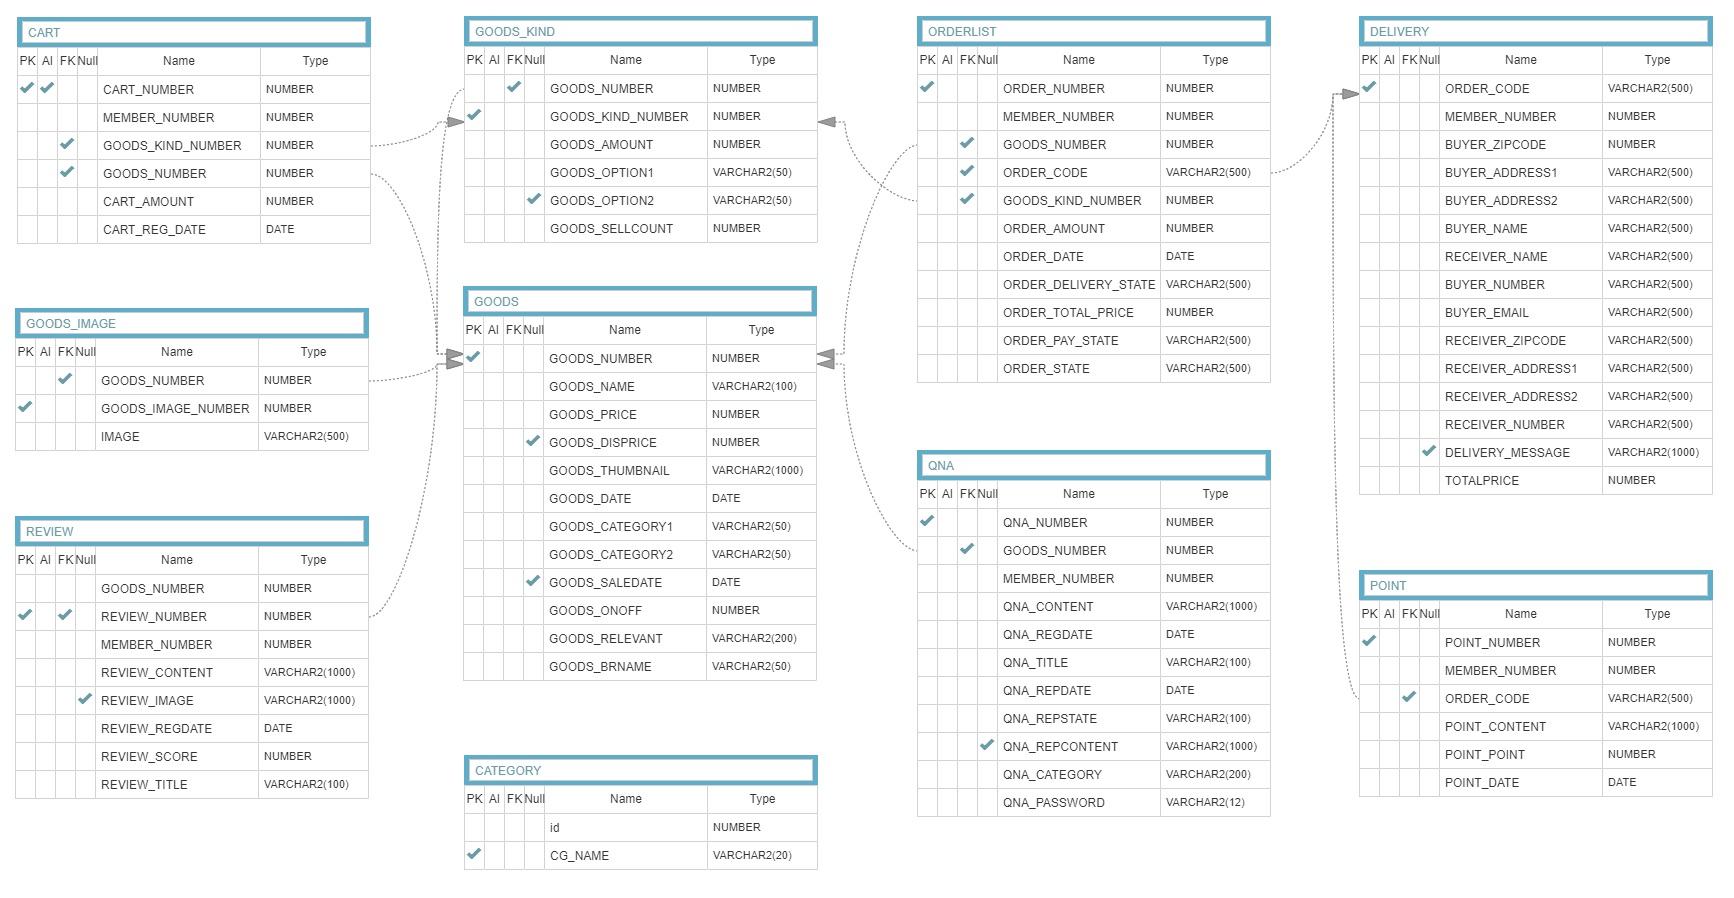 CART
PK AI FK Null Name Type
CART_NUMBER NUMBER
MEMBER_NUMBER NUMBER
GOODS_KIND_NUMBER NUMBER
GOODS_NUMBER NUMBER
CART_AMOUNT NUMBER
CART_REG_DATE DATE
GOODS_IMAGE
PK AI FK Null Name Type
GOODS_NUMBER NUMBER
GOODS_IMAGE_NUMBER NUMBER
IMAGE VARCHAR2(500)
REVIEW
PK AI FK Null Name Type
GOODS_NUMBER NUMBER
REVIEW_NUMBER NUMBER
MEMBER_NUMBER NUMBER
REVIEW_CONTENT VARCHAR2(1000)
REVIEW_IMAGE VARCHAR2(1000)
REVIEW_REGDATE DATE
REVIEW_SCORE NUMBER
REVIEW_TITLE VARCHAR2(100)
GOODS_KIND
PK AI FK Null Name Type
GOODS_NUMBER NUMBER
GOODS_KIND_NUMBER NUMBER
GOODS_AMOUNT NUMBER
GOODS_OPTION1 VARCHAR2(50)
GOODS_OPTION2 VARCHAR2(50)
GOODS_SELLCOUNT NUMBER
GOODS
PK AI FK Null Name Type
GOODS_NUMBER NUMBER
GOODS_NAME VARCHAR2(100)
GOODS_PRICE NUMBER
GOODS_DISPRICE NUMBER
GOODS_THUMBNAIL VARCHAR2(1000)
GOODS_DATE DATE
GOODS_CATEGORY1 VARCHAR2(50)
GOODS_CATEGORY2 VARCHAR2(50)
GOODS_SALEDATE DATE
GOODS_ONOFF NUMBER
GOODS_RELEVANT VARCHAR2(200)
GOODS_BRNAME VARCHAR2(50)
CATEGORY
PK AI FK Null Name Type
id NUMBER
CG_NAME VARCHAR2(20)
ORDERLIST
PK AI FK Null Name Type
ORDER_NUMBER NUMBER
MEMBER_NUMBER NUMBER
GOODS_NUMBER NUMBER
ORDER_CODE VARCHAR2(500)
GOODS_KIND_NUMBER NUMBER
ORDER_AMOUNT NUMBER
ORDER_DATE DATE
ORDER_DELIVERY_STATE VARCHAR2(500)
ORDER_TOTAL_PRICE NUMBER
ORDER_PAY_STATE VARCHAR2(500)
ORDER_STATE VARCHAR2(500)
QNA
PK AI FK Null Name Type
QNA_NUMBER NUMBER
GOODS_NUMBER NUMBER
MEMBER_NUMBER NUMBER
QNA_CONTENT VARCHAR2(1000)
QNA_REGDATE DATE
QNA_TITLE VARCHAR2(100)
QNA_REPDATE DATE
QNA_REPSTATE VARCHAR2(100)
QNA_REPCONTENT VARCHAR2(1000)
QNA_CATEGORY VARCHAR2(200)
QNA_PASSWORD VARCHAR2(12)
DELIVERY
PK AI FK Null Name Type
ORDER_CODE VARCHAR2(500)
MEMBER_NUMBER NUMBER
BUYER_ZIPCODE NUMBER
BUYER_ADDRESS1 VARCHAR2(500)
BUYER_ADDRESS2 VARCHAR2(500)
BUYER_NAME VARCHAR2(500)
RECEIVER_NAME VARCHAR2(500)
BUYER_NUMBER VARCHAR2(500)
BUYER_EMAIL VARCHAR2(500)
RECEIVER_ZIPCODE VARCHAR2(500)
RECEIVER_ADDRESS1 VARCHAR2(500)
RECEIVER_ADDRESS2 VARCHAR2(500)
RECEIVER_NUMBER VARCHAR2(500)
DELIVERY_MESSAGE VARCHAR2(1000)
TOTALPRICE NUMBER
POINT
PK AI FK Null Name Type
POINT_NUMBER NUMBER
MEMBER_NUMBER NUMBER
ORDER_CODE VARCHAR2(500)
POINT_CONTENT VARCHAR2(1000)
POINT_POINT NUMBER
POINT_DATE DATE